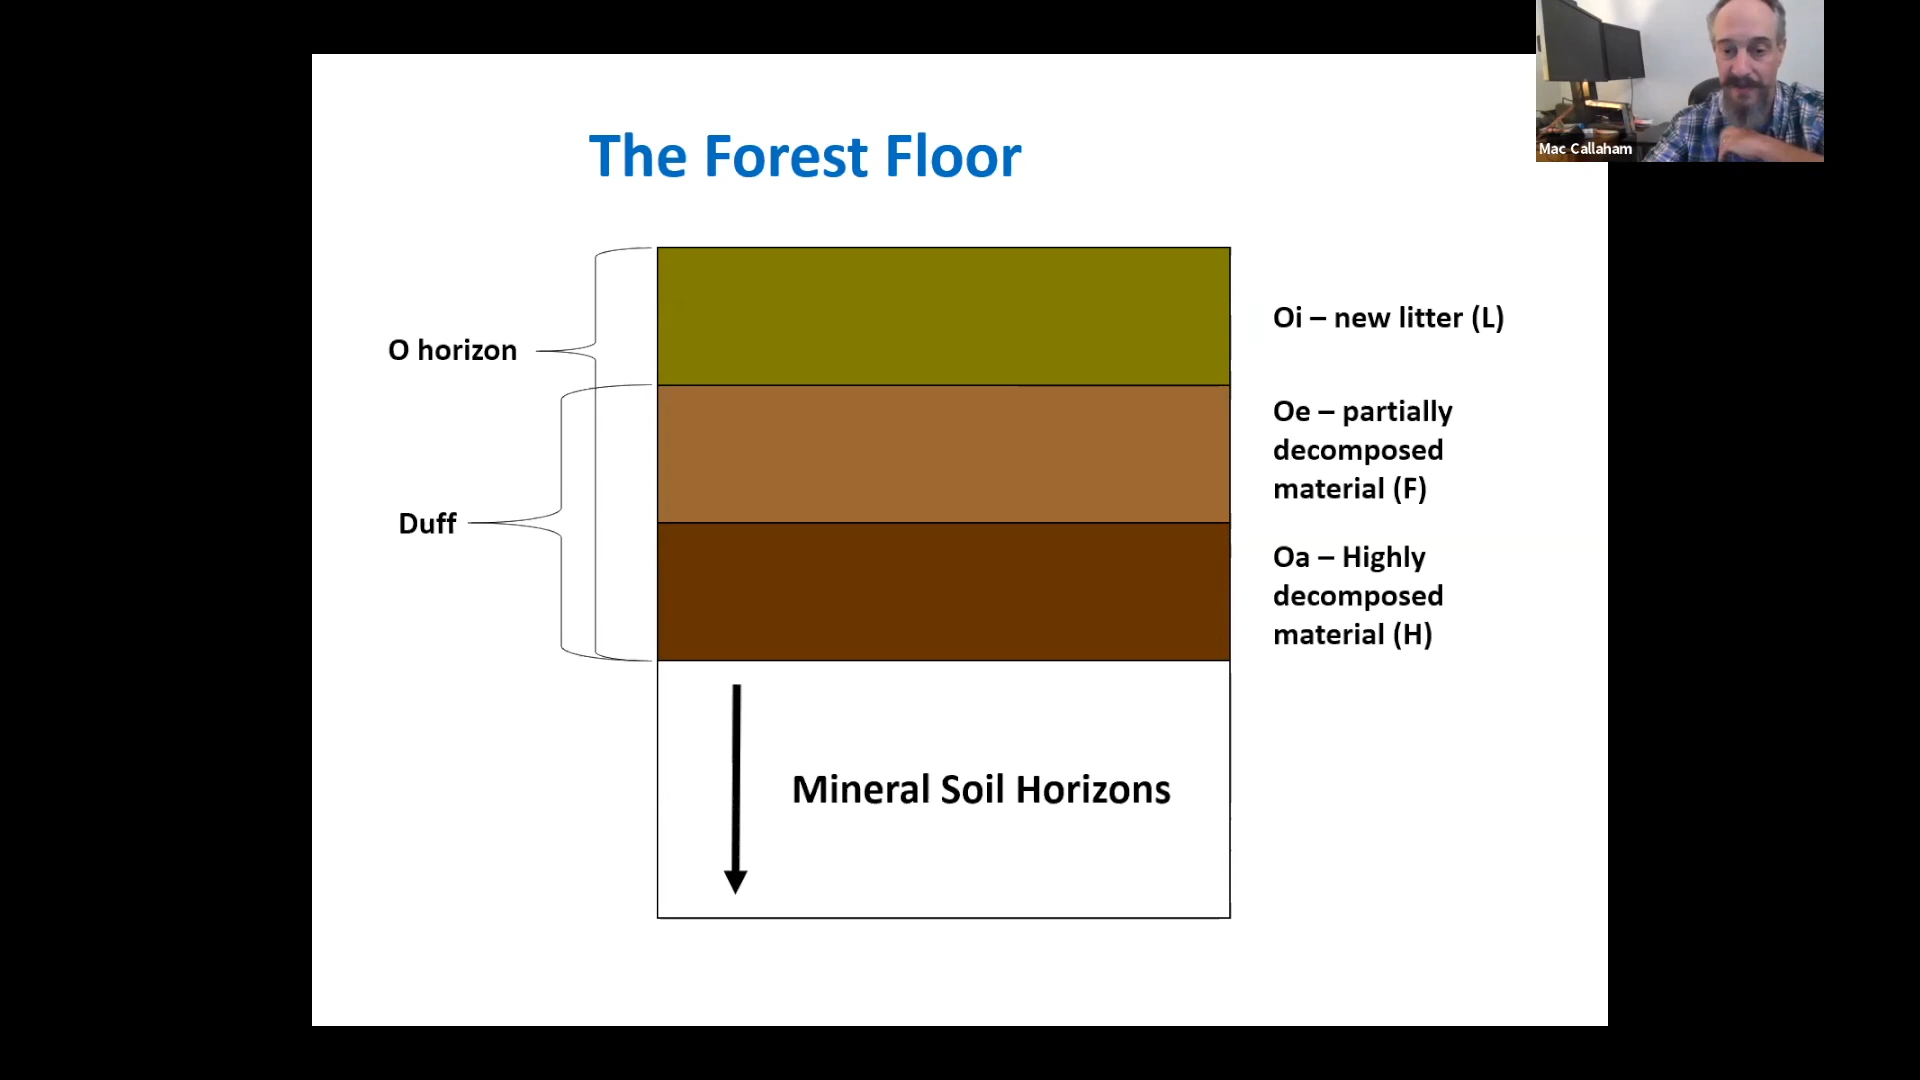 Mac Callaham
The Forest Floor
O horizon
Duff
Oi – new litter (L)
Oe – partially
decomposed
material (F)
Oa – Highly
decomposed
material (H)
Mineral Soil Horizons